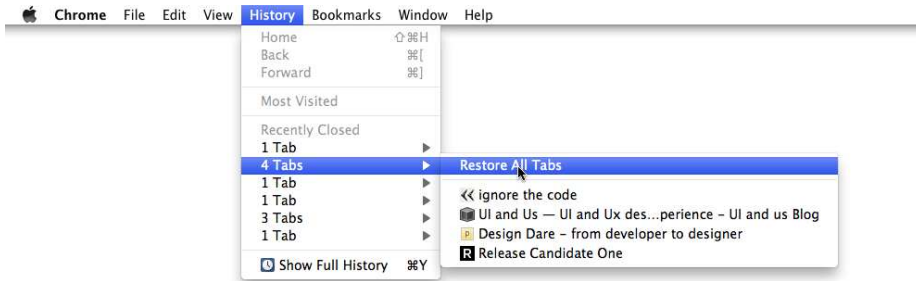 Chrome File Edit View History Bookmarks Window Help
Home ⇧⌘H
Back ⌘[
Forward ⌘]
Most Visited
Recently Closed
1 Tab
4 Tabs
1 Tab
1 Tab
3 Tabs
1 Tab
Show Full History ⌘Y
Restore All Tabs
ignore the code
UI and Us — UI and Ux des...perience – UI and us Blog
Design Dare – from developer to designer
Release Candidate One